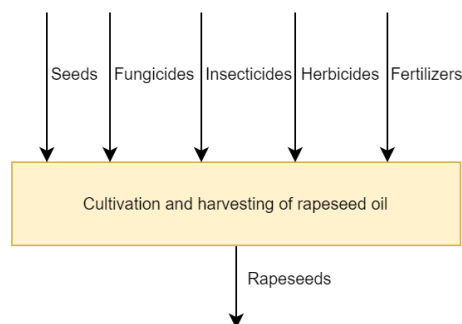 Seeds Fungicides Insecticides Herbicides Fertilizers
Cultivation and harvesting of rapeseed oil
Rapeseeds